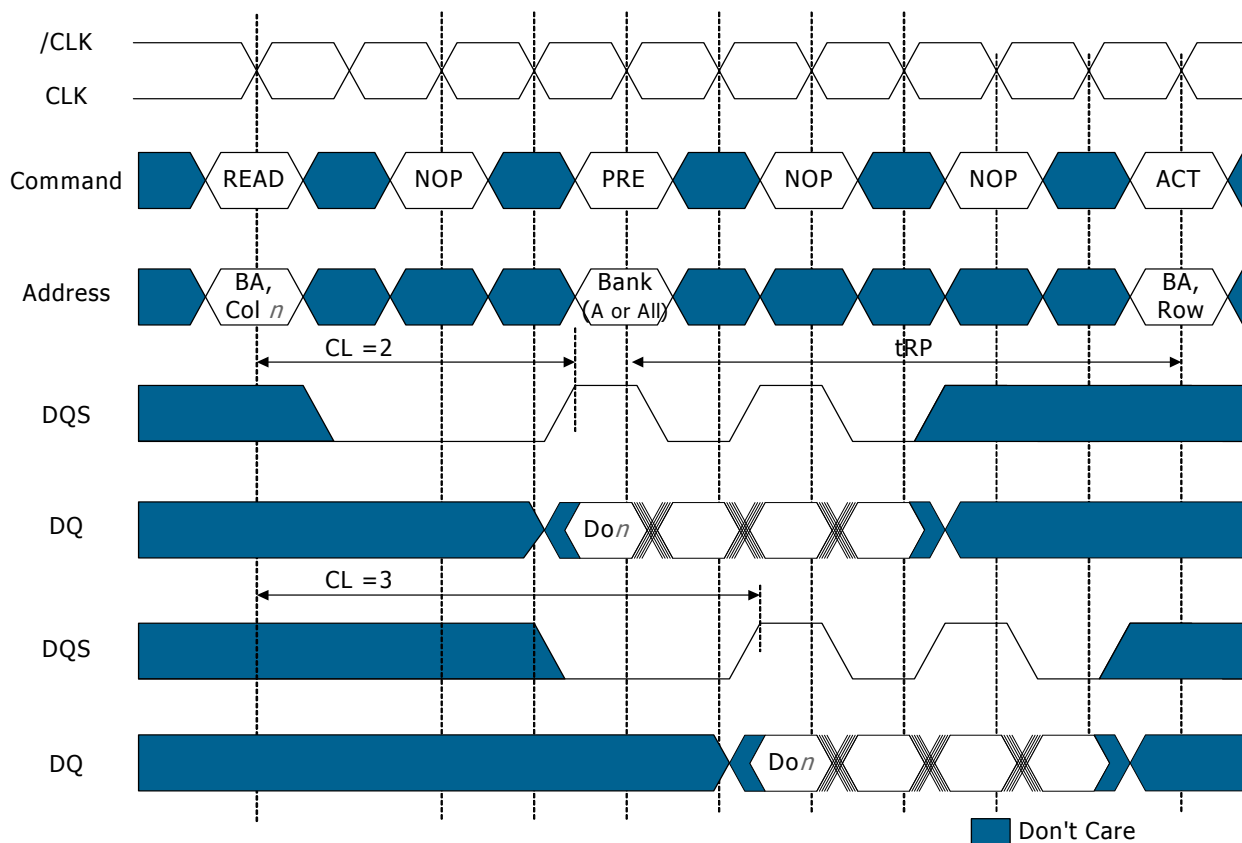 /CLK
CLK
Command
READ
NOP
PRE
NOP
NOP
ACT
Address
BA,
Col n
Bank
(A or All)
BA,
Row
CL =2
tRP
DQS
DQ
Don
CL =3
DQS
DQ
Don
Don't Care